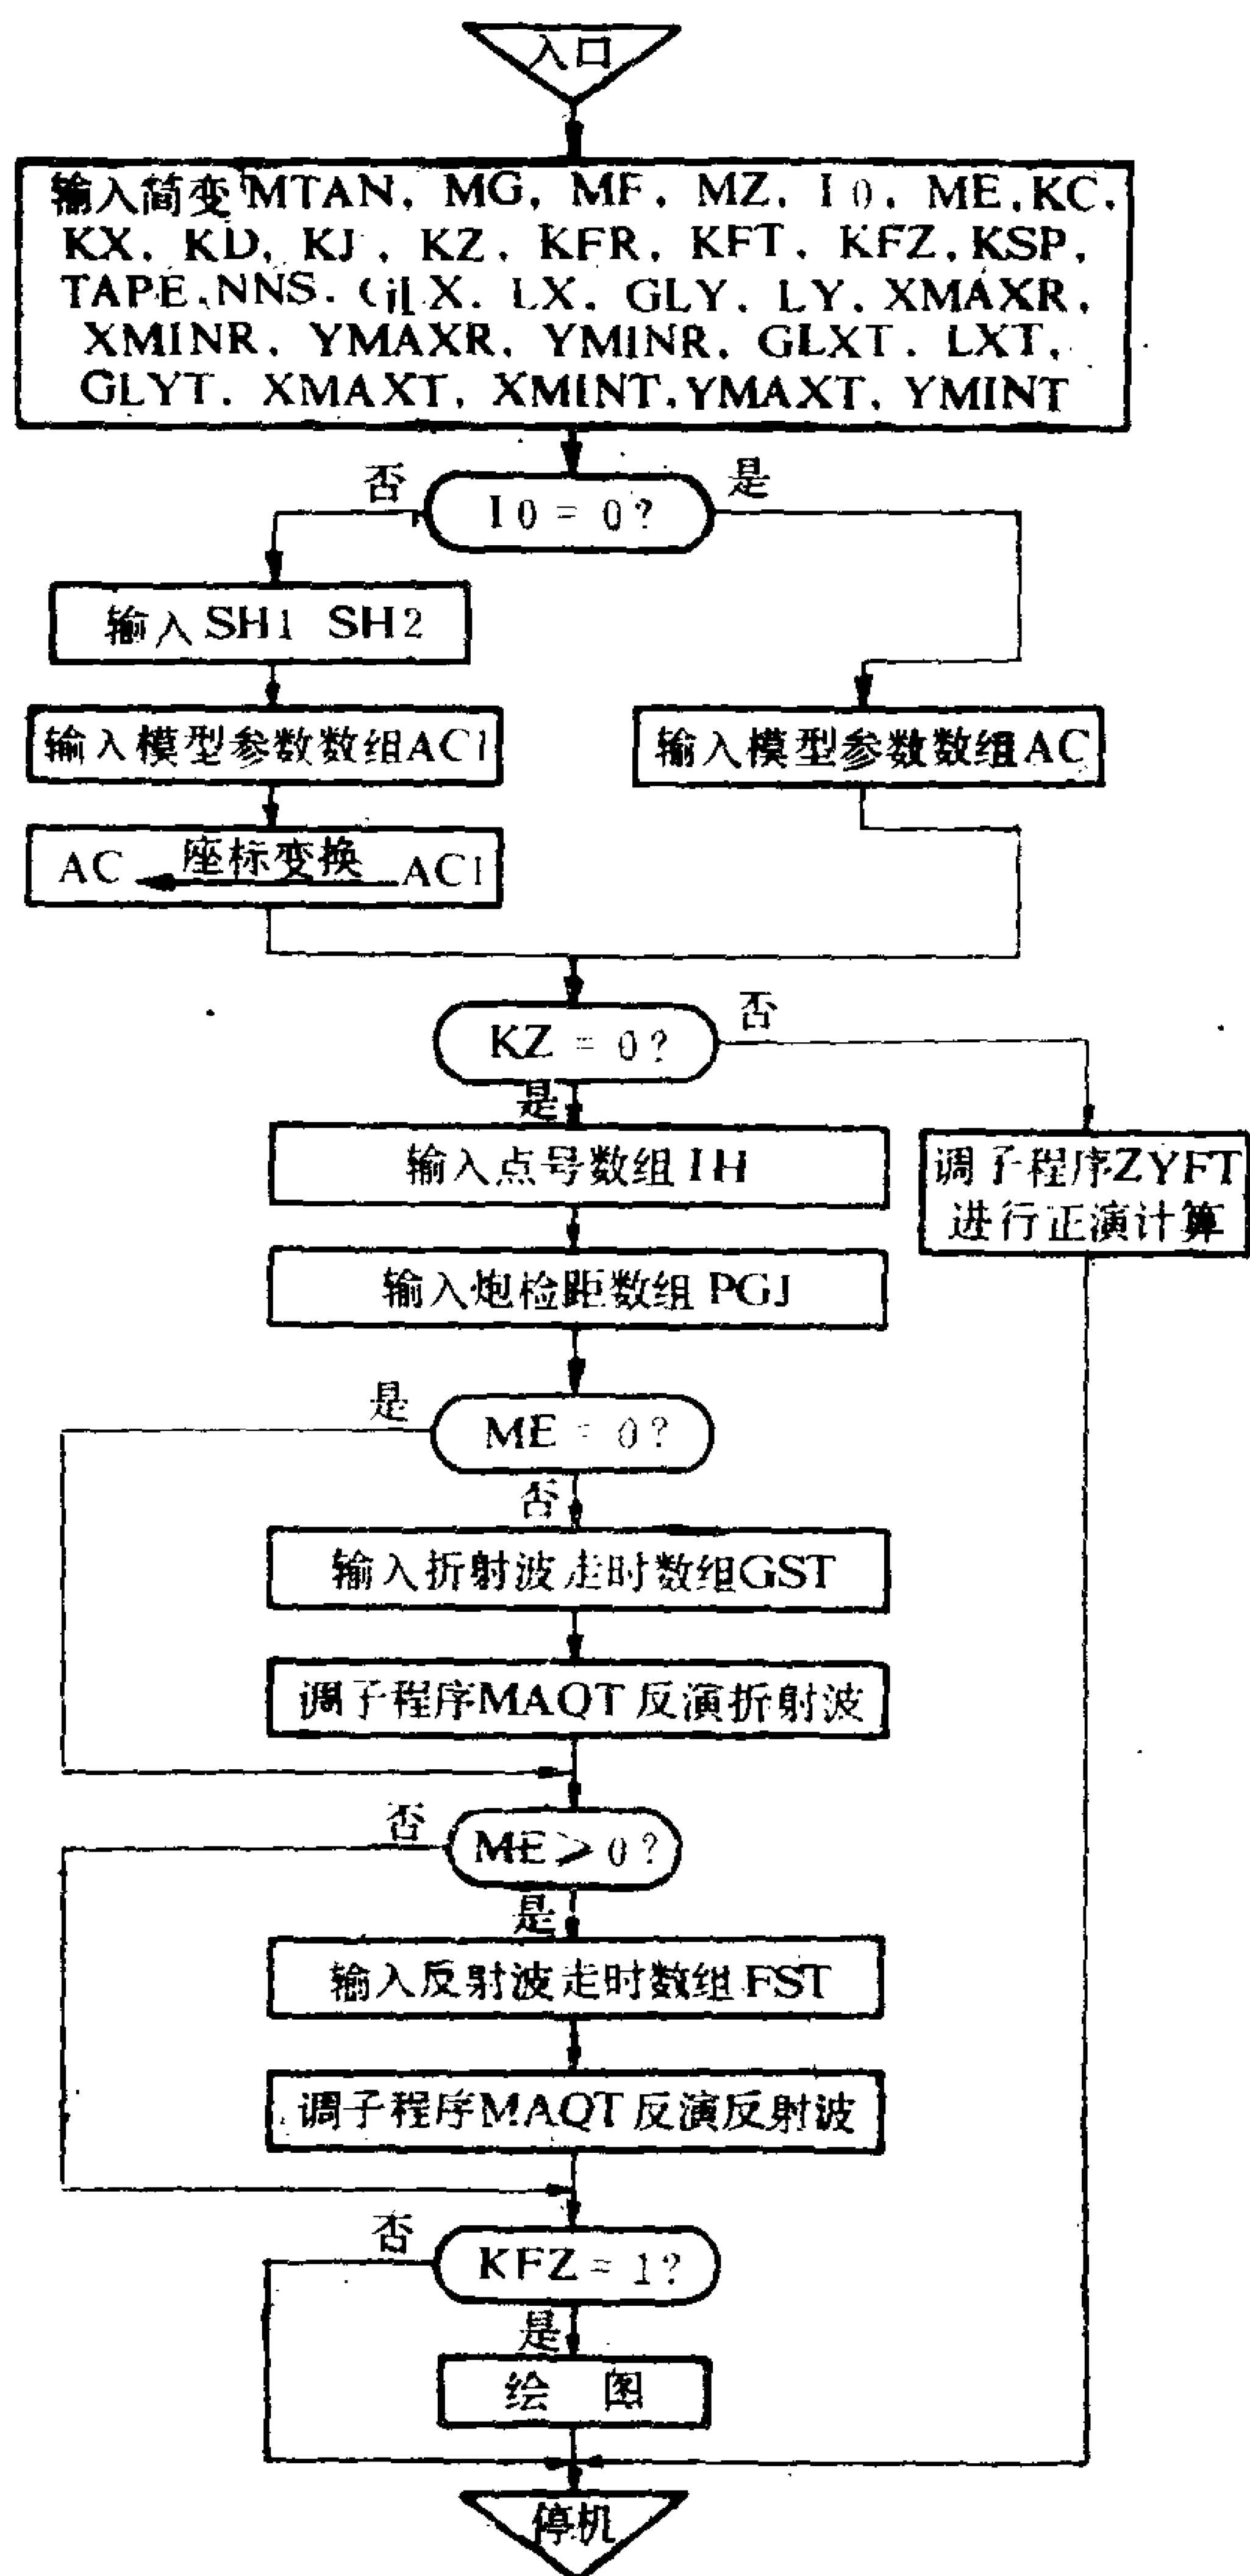 入口
输入简变MTAN, MG, MF, MZ, I0, ME, KC,
KX, KD, KJ, KZ, KFR, KFT, KFZ, KSP,
TAPE, NNS, GLX, LX, GLY, LY, XMAXR,
XMINR, YMAXR, YMINR, GLXT, LXT,
GLYT, XMAXT, XMINT, YMAXT, YMINT
否
I0 = 0?
是
输入SH1 SH2
输入模型参数数组AC1
输入模型参数数组AC
AC 座标变换 AC1
KZ = 0?
否
是
输入点号数组IH
调子程序ZYFT
进行正演计算
输入炮检距数组PGJ
是
ME = 0?
否
输入折射波走时数组GST
调子程序MAQT反演折射波
否
ME > 0?
是
输入反射波走时数组FST
调子程序MAQT反演反射波
否
KFZ = 1?
是
绘 图
停机